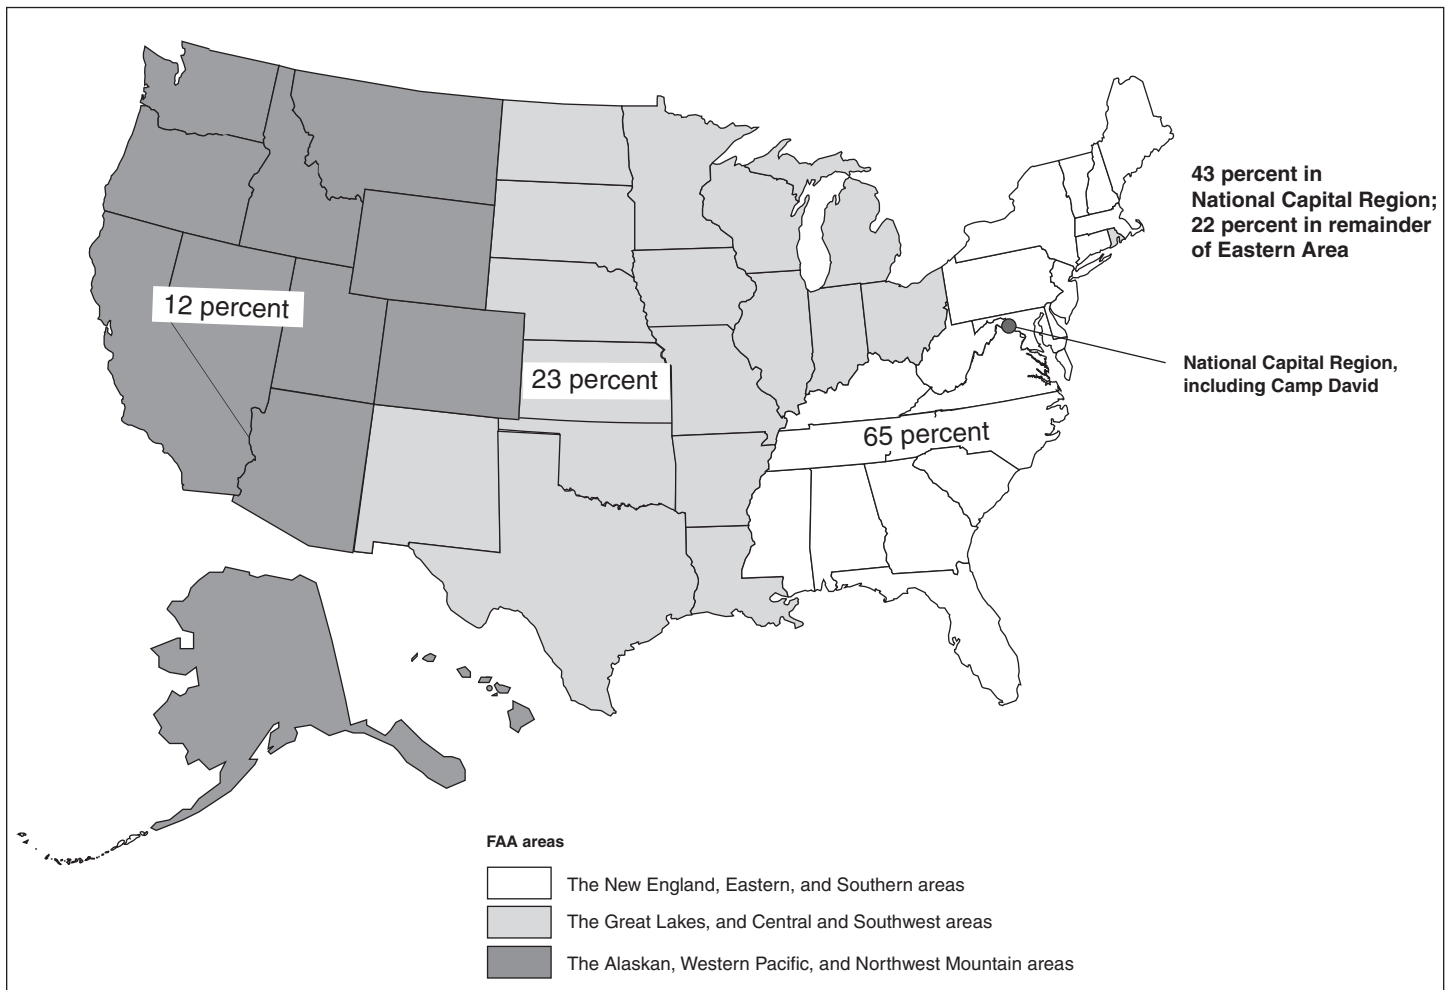 43 percent in
National Capital Region;
22 percent in remainder
of Eastern Area
12 percent
National Capital Region,
including Camp David
23 percent
65 percent
FAA areas
The New England, Eastern, and Southern areas
The Great Lakes, and Central and Southwest areas
The Alaskan, Western Pacific, and Northwest Mountain areas